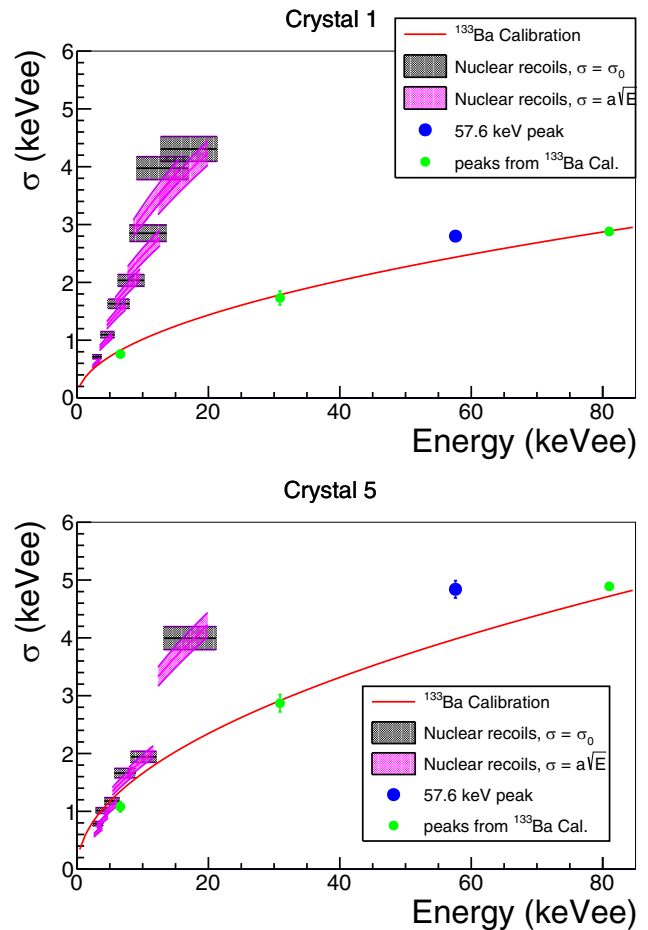 Crystal 1
σ (keVee)
6
5
4
3
2
1
0
0 20 40 60 80
Energy (keVee)
¹³³Ba Calibration
Nuclear recoils, σ = σ₀
Nuclear recoils, σ = a√E
57.6 keV peak
peaks from ¹³³Ba Cal.
Crystal 5
σ (keVee)
6
5
4
3
2
1
0
0 20 40 60 80
Energy (keVee)
¹³³Ba Calibration
Nuclear recoils, σ = σ₀
Nuclear recoils, σ = a√E
57.6 keV peak
peaks from ¹³³Ba Cal.